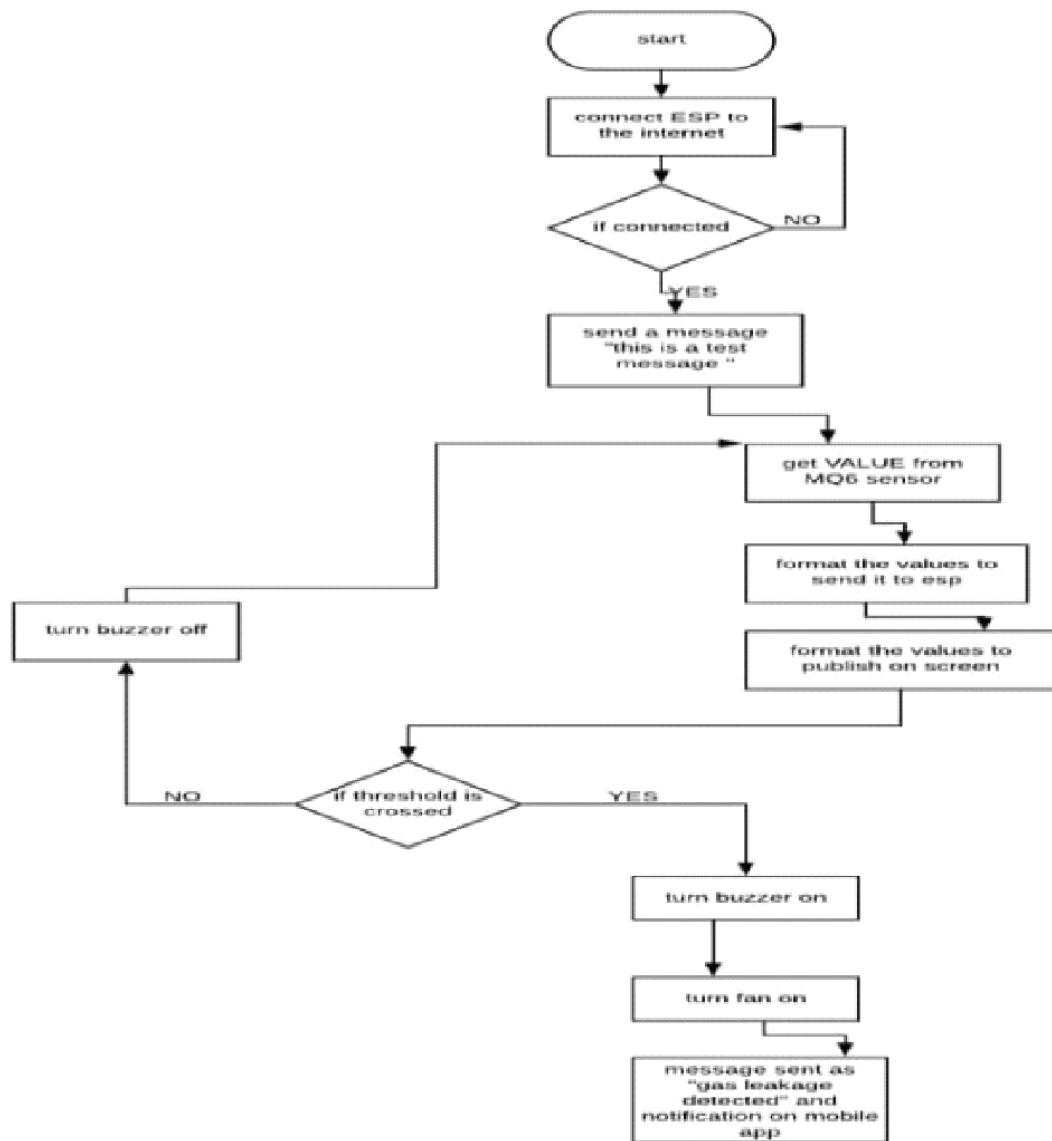 start
connect ESP to
the internet
if connected
NO
YES
send a message
"this is a test
message "
get VALUE from
MQ6 sensor
format the values to
send it to esp
turn buzzer off
format the values to
publish on screen
NO
if threshold is
crossed
YES
turn buzzer on
turn fan on
message sent as
"gas leakage
detected" and
notification on mobile
app